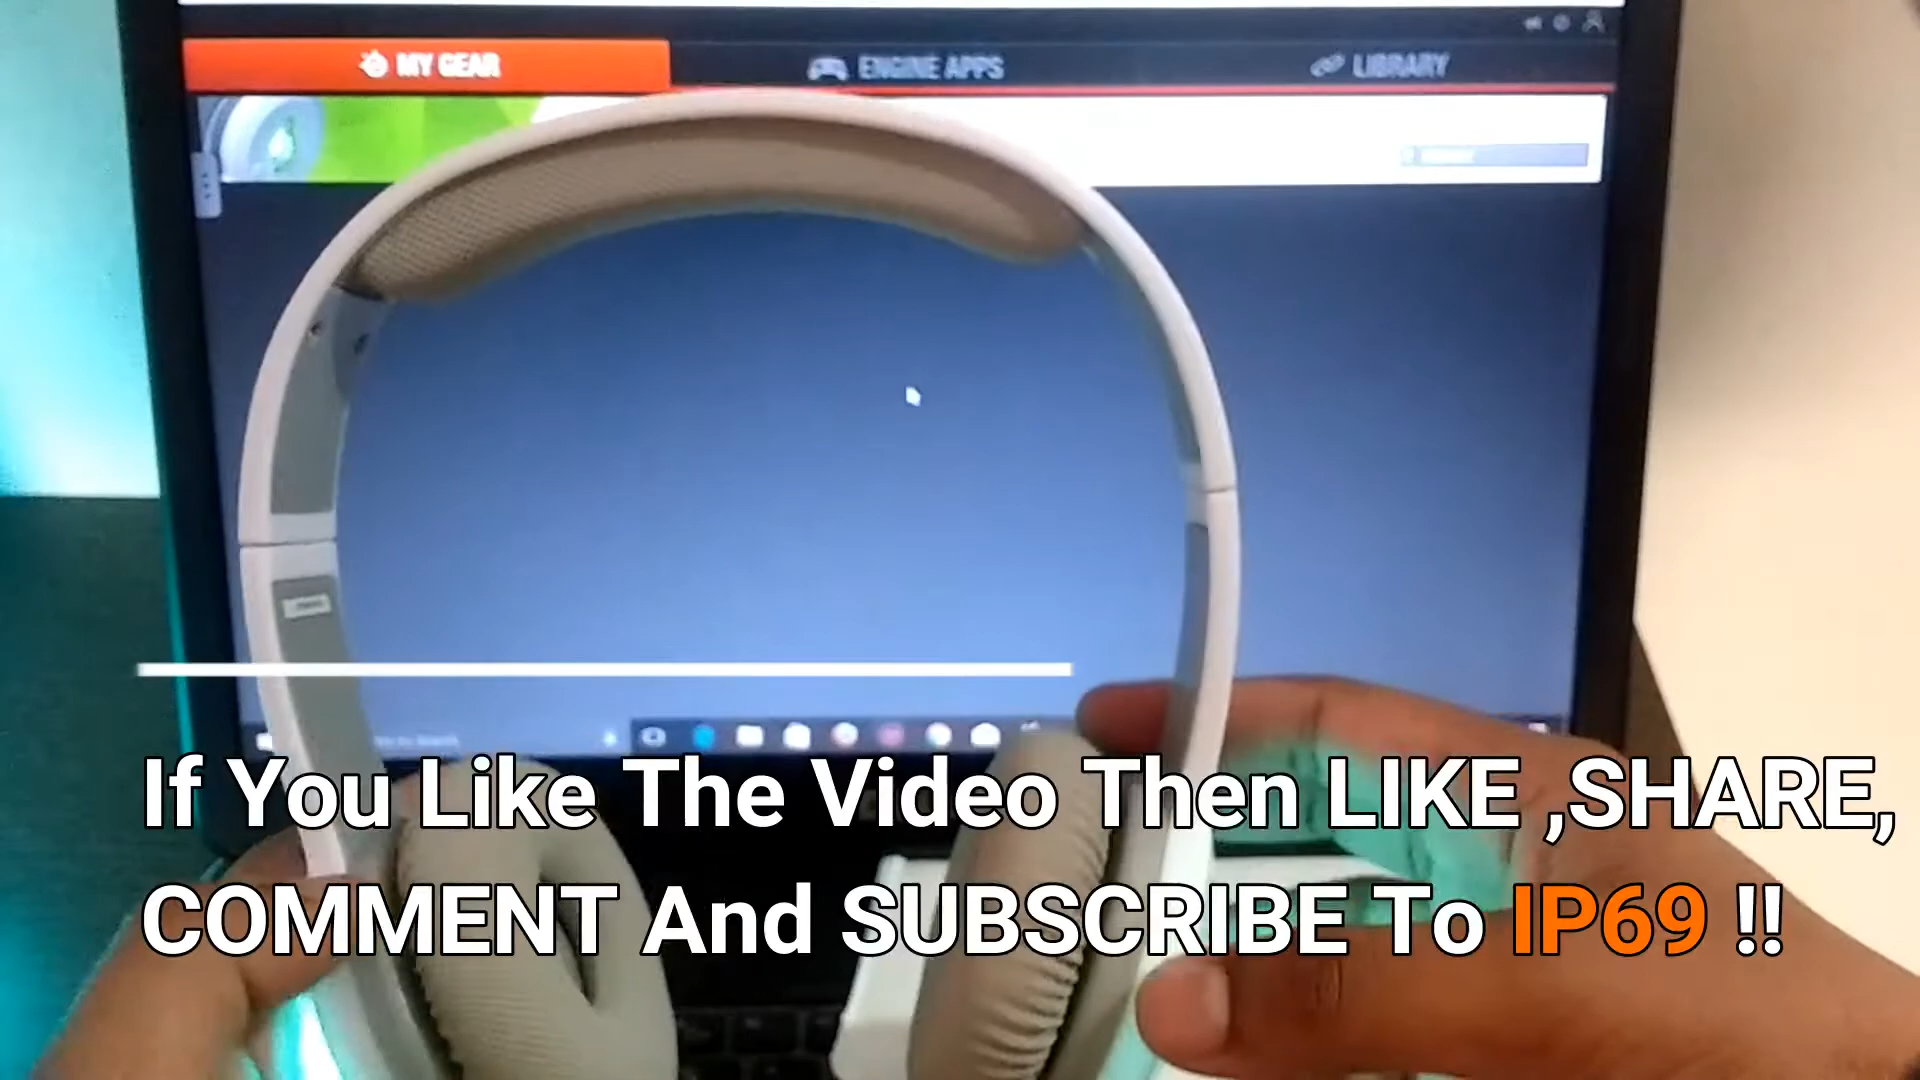 MY GEAR
ENGINE APPS
LIBRARY
If You Like The Video Then LIKE ,SHARE,
COMMENT And SUBSCRIBE To IP69 !!